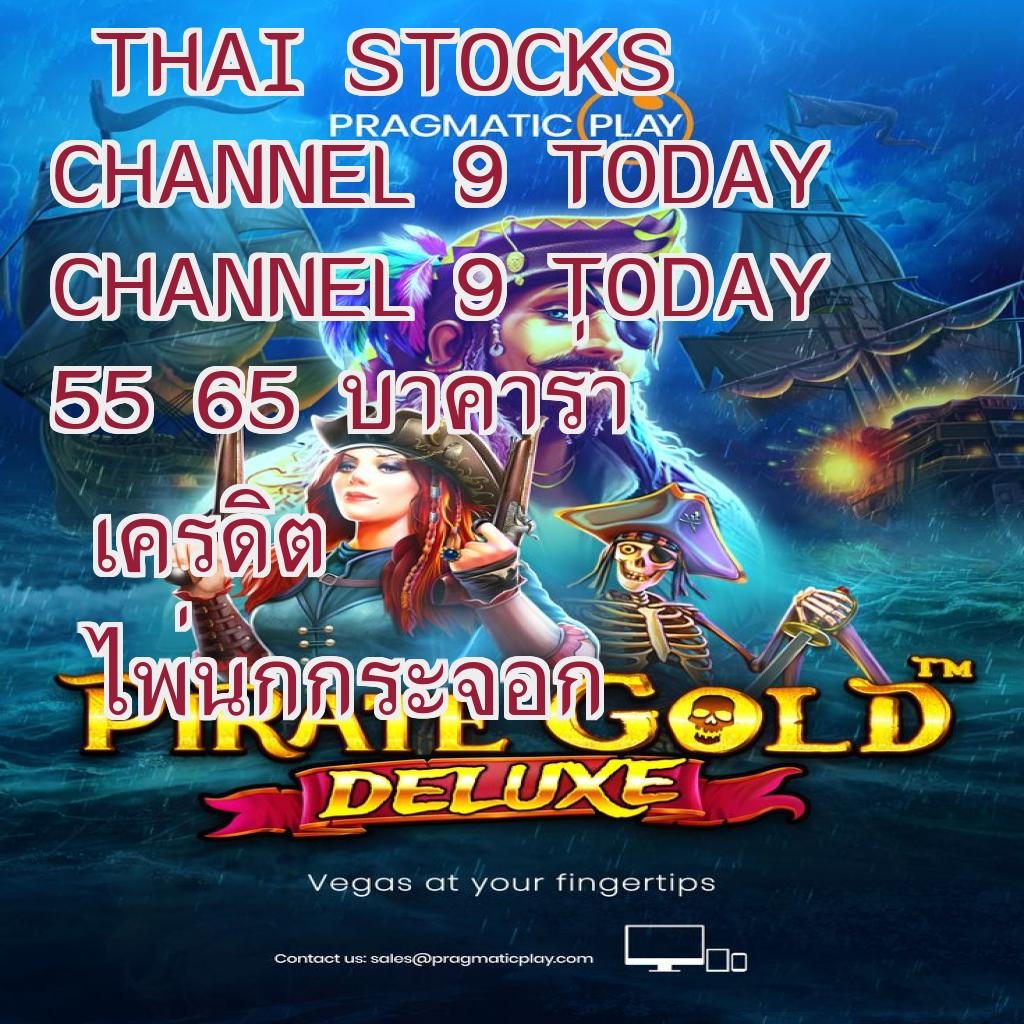 THAI STOCKS
PRAGMATIC PLAY
CHANNEL 9 TODAY
CHANNEL 9 TODAY
55 65 บาคาร่า
เครดิต
ไพ่นกกระจอก
PIRATE GOLD™
DELUXE
Vegas at your fingertips
Contact us: sales@pragmaticplay.com